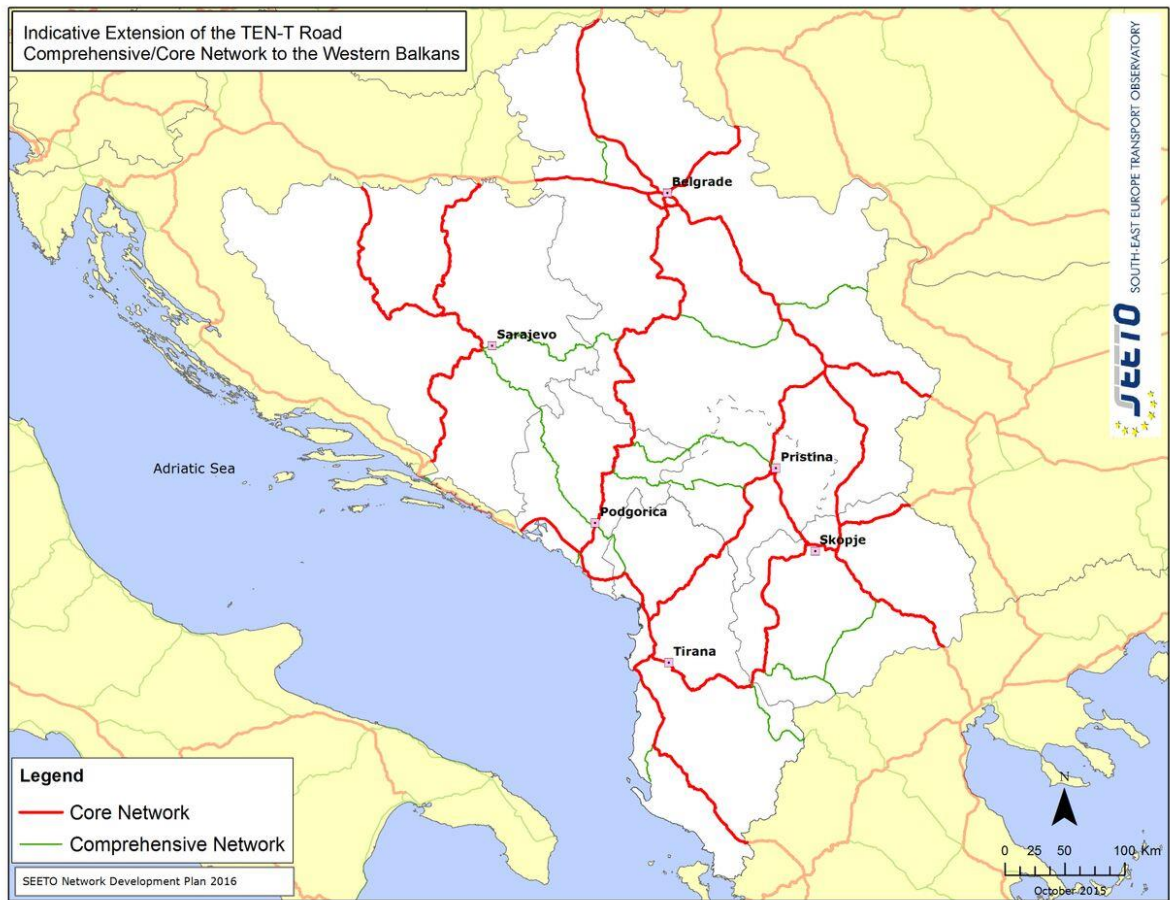 Indicative Extension of the TEN-T Road
Comprehensive/Core Network to the Western Balkans
SEETO SOUTH-EAST EUROPE TRANSPORT OBSERVATORY
Belgrade
Sarajevo
Adriatic Sea
Pristina
Podgorica
Skopje
Tirana
Legend
Core Network
Comprehensive Network
SEETO Network Development Plan 2016
N
0 25 50 100 Km
October 2015